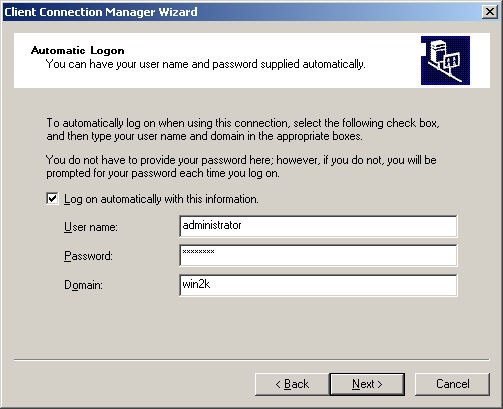 Client Connection Manager Wizard
Automatic Logon
You can have your user name and password supplied automatically.
To automatically log on when using this connection, select the following check box,
and then type your user name and domain in the appropriate boxes.
You do not have to provide your password here; however, if you do not, you will be
prompted for your password each time you log on.
Log on automatically with this information.
User name: administrator
Password: xxxxxxxx
Domain: win2k
< Back Next > Cancel